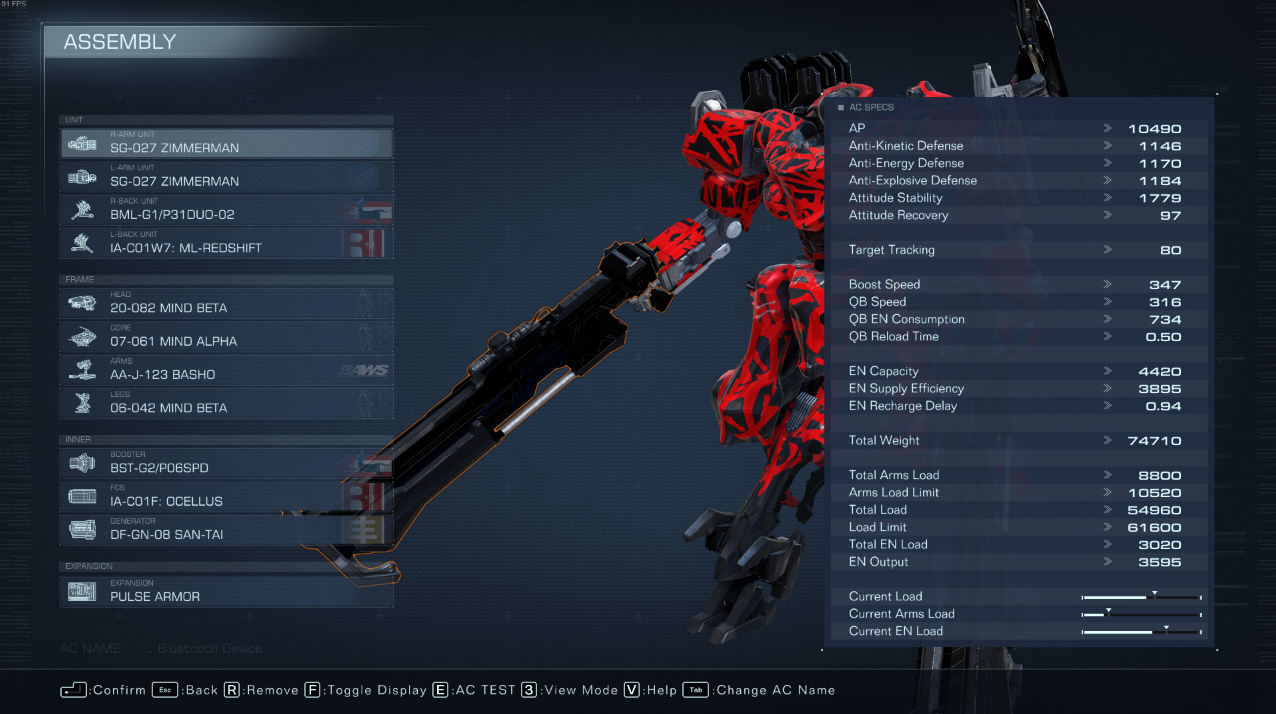 91 FPS
ASSEMBLY
UNIT
R-ARM UNIT
SG-027 ZIMMERMAN
L-ARM UNIT
SG-027 ZIMMERMAN
R-BACK UNIT
BML-G1/P31DUO-02
L-BACK UNIT
IA-C01W7: ML-REDSHIFT
FRAME
HEAD
20-082 MIND BETA
CORE
07-061 MIND ALPHA
ARMS
AA-J-123 BASHO
BAWS
LEGS
06-042 MIND BETA
INNER
BOOSTER
BST-G2/P06SPD
FCS
IA-C01F: OCELLUS
GENERATOR
DF-GN-08 SAN-TAI
EXPANSION
EXPANSION
PULSE ARMOR
AC NAME : Bluetooth Device
AC SPECS
AP 10490
Anti-Kinetic Defense 1146
Anti-Energy Defense 1170
Anti-Explosive Defense 1184
Attitude Stability 1779
Attitude Recovery 97
Target Tracking 80
Boost Speed 347
QB Speed 316
QB EN Consumption 734
QB Reload Time 0.50
EN Capacity 4420
EN Supply Efficiency 3895
EN Recharge Delay 0.94
Total Weight 74710
Total Arms Load 8800
Arms Load Limit 10520
Total Load 54960
Load Limit 61600
Total EN Load 3020
EN Output 3595
Current Load
Current Arms Load
Current EN Load
:Confirm Esc :Back R :Remove F :Toggle Display E :AC TEST 3 :View Mode V :Help Tab :Change AC Name